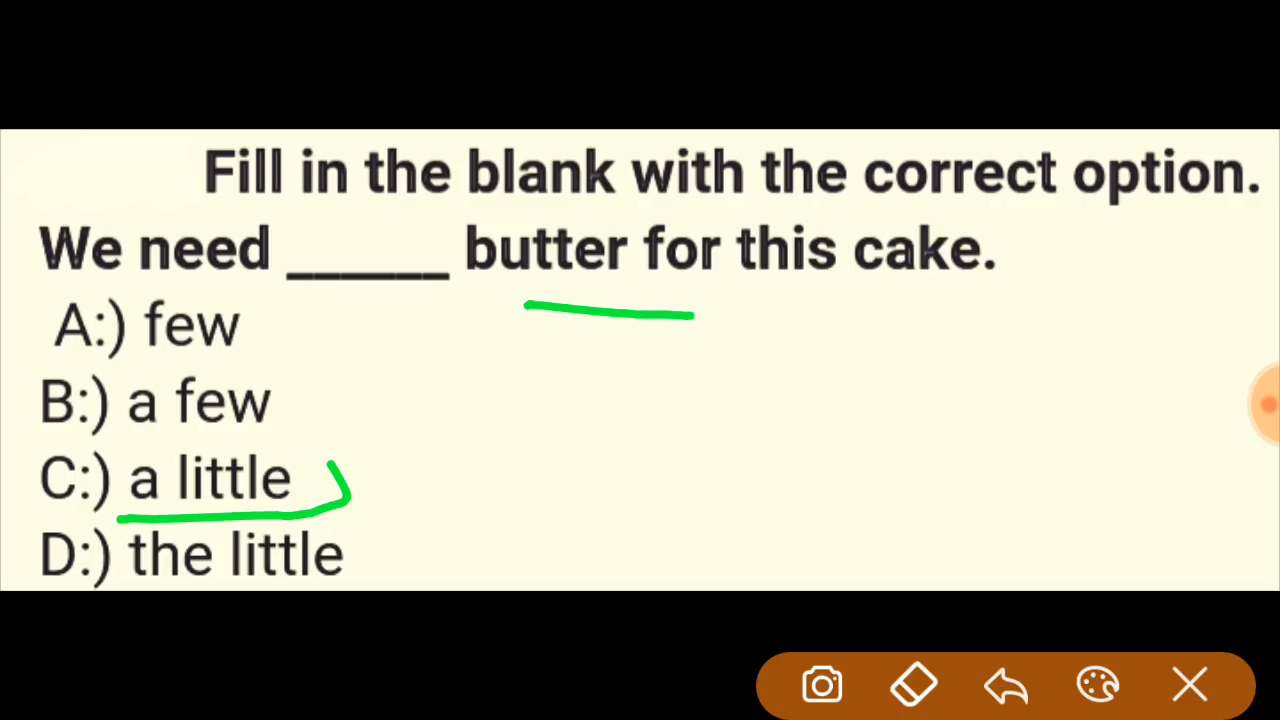 Fill in the blank with the correct option.
We need ______ butter for this cake.
A:) few
B:) a few
C:) a little
D:) the little